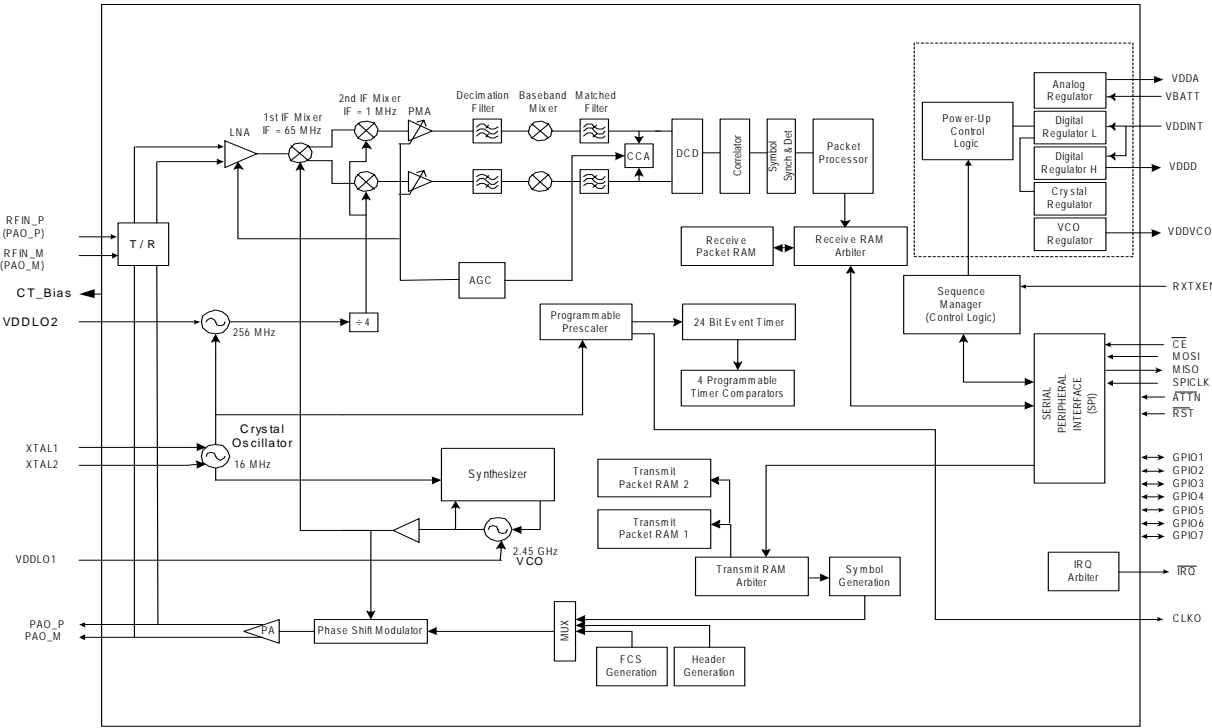 Analog
Regulator
Digital
Regulator L
Digital
Regulator H
Crystal
Regulator
VCO
Regulator
Power-Up
Control
Logic
VDDA
VBATT
VDDINT
VDDD
VDDVCO
2nd IF Mixer
IF = 1 MHz
PMA
Decimation
Filter
Baseband
Mixer
Matched
Filter
1st IF Mixer
IF = 65 MHz
LNA
CCA
DCD
Correlator
Symbol
Synch & Det
Packet
Processor
RFIN_P
(PAO_P)
RFIN_M
(PAO_M)
T / R
CT_Bias
VDDLO2
256 MHz
÷4
AGC
Receive
Packet RAM
Receive RAM
Arbiter
Sequence
Manager
(Control Logic)
RXTXEN
Programmable
Prescaler
24 Bit Event Timer
4 Programmable
Timer Comparators
SERIAL
PERIPHERAL
INTERFACE
(SPI)
CE
MOSI
MISO
SPICLK
ATTN
RST
GPIO1
GPIO2
GPIO3
GPIO4
GPIO5
GPIO6
GPIO7
XTAL1
XTAL2
Crystal
Oscillator
16 MHz
Synthesizer
2.45 GHz
VCO
VDDLO1
Transmit
Packet RAM 2
Transmit
Packet RAM 1
Transmit RAM
Arbiter
Symbol
Generation
IRQ
Arbiter
IRQ
CLKO
PAO_P
PAO_M
PA
Phase Shift Modulator
MUX
FCS
Generation
Header
Generation